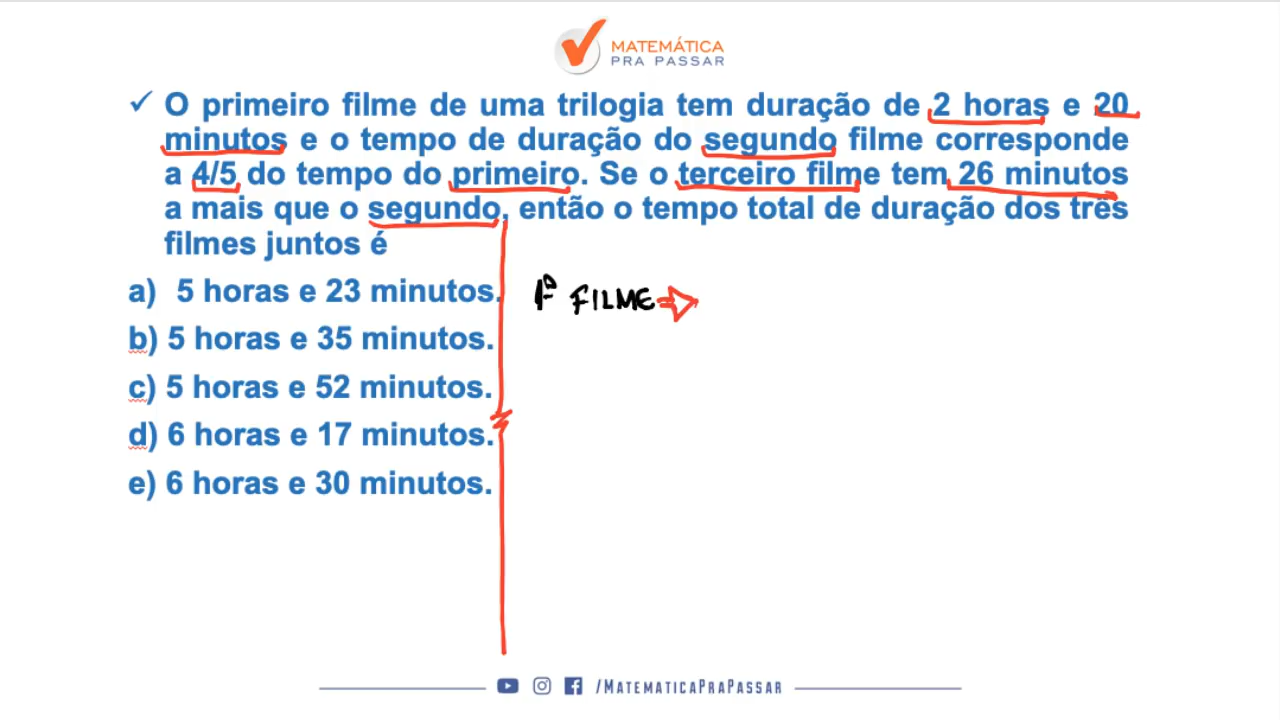 MATEMÁTICA
PRA PASSAR
✓ O primeiro filme de uma trilogia tem duração de 2 horas e 20
minutos e o tempo de duração do segundo filme corresponde
a 4/5 do tempo do primeiro. Se o terceiro filme tem 26 minutos
a mais que o segundo, então o tempo total de duração dos três
filmes juntos é
a) 5 horas e 23 minutos.
1º FILME
b) 5 horas e 35 minutos.
c) 5 horas e 52 minutos.
d) 6 horas e 17 minutos.
e) 6 horas e 30 minutos.
/MATEMATICAPRAPASSAR